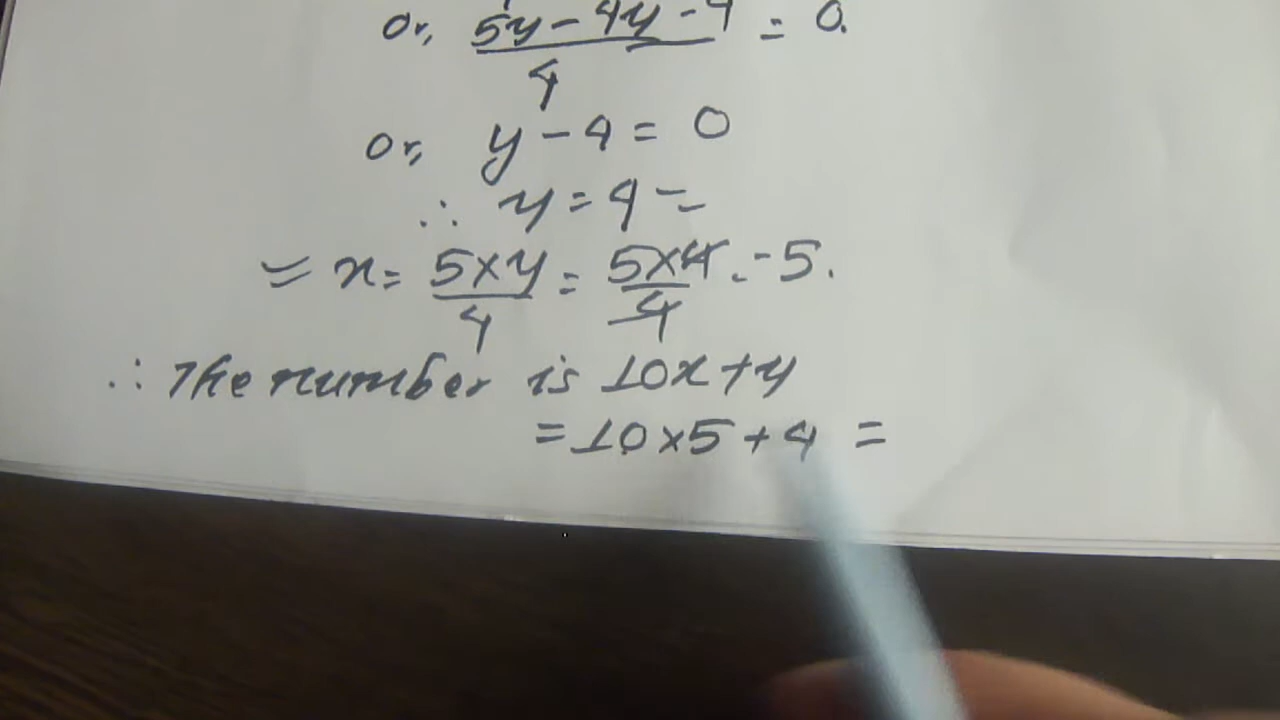 Or, 5y - 4y - 4 / 4 = 0.
Or, y - 4 = 0
∴ y = 4 =
= x = 5×y / 4 = 5×4 / 4 = 5.
∴ The number is 10x+y
= 10×5+4 =